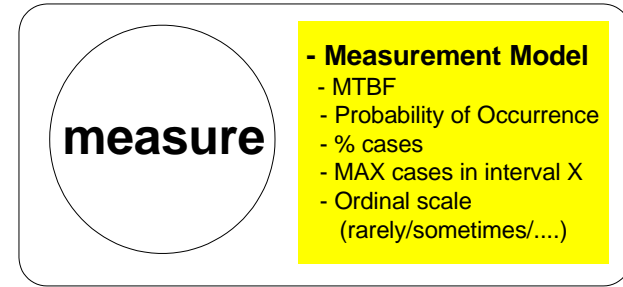 measure
- Measurement Model
- MTBF
- Probability of Occurrence
- % cases
- MAX cases in interval X
- Ordinal scale
(rarely/sometimes/....)